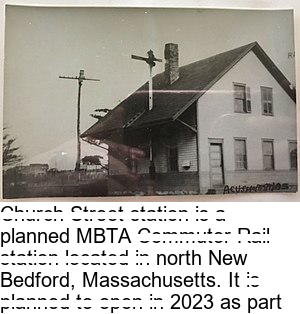 ACUSHNET
Church Street station is a
planned MBTA Commuter Rail
station located in north New
Bedford, Massachusetts. It is
planned to open in 2023 as part